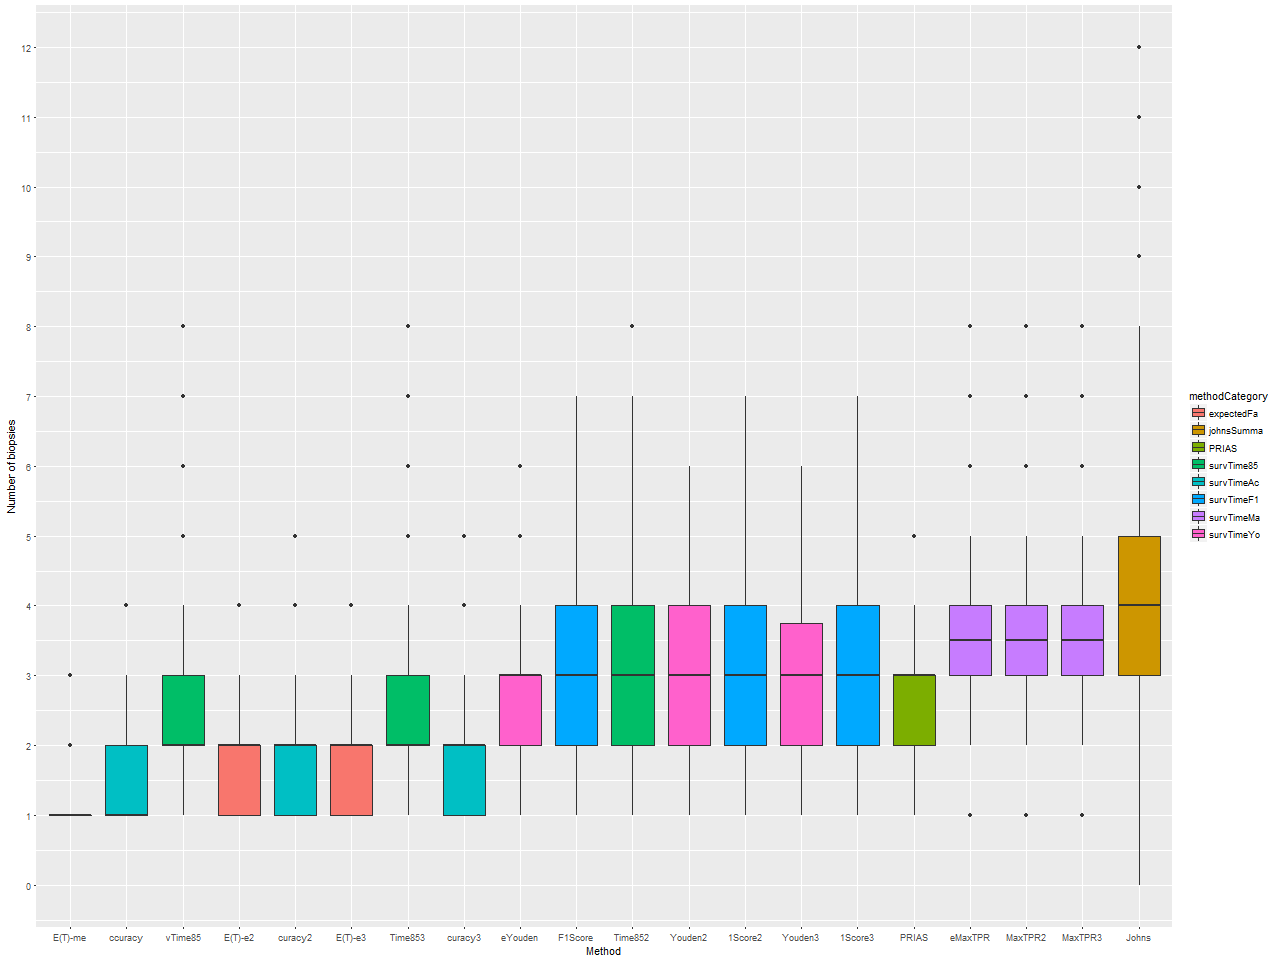 12
11
10
9
8
7
6
5
4
3
2
1
0
Number of biopsies
E(T)-me ccuracy vTime85 E(T)-e2 curacy2 E(T)-e3 Time853 curacy3 eYouden F1Score Time852 Youden2 1Score2 Youden3 1Score3 PRIAS eMaxTPR MaxTPR2 MaxTPR3 Johns
Method
methodCategory
expectedFa
johnsSumma
PRIAS
survTime85
survTimeAc
survTimeF1
survTimeMa
survTimeYo